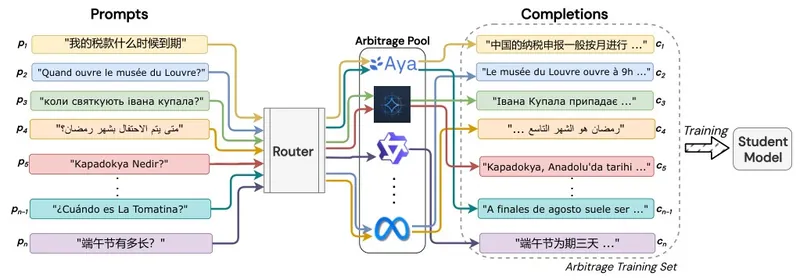 Prompts
Completions
Arbitrage Pool
p1
"我的税款什么时候到期"
Aya
"中国的纳税申报一般按月进行 ..."
c1
p2
"Quand ouvre le musée du Louvre?"
"Le musée du Louvre ouvre à 9h ...
c2
p3
"коли святкують івана купала?"
"Івана Купала припадає ..."
c3
p4
"متى يتم الاحتفال بشهر رمضان؟"
"رمضان هو الشهر التاسع ..."
c4
p5
"Kapadokya Nedir?"
Router
"Kapadokya, Anadolu'da tarihi ..."
c5
Training
Student
Model
pn-1
"¿Cuándo es La Tomatina?"
"A finales de agosto suele ser ..."
cn-1
pn
"端午节有多长？"
"端午节为期三天 ..."
cn
Arbitrage Training Set